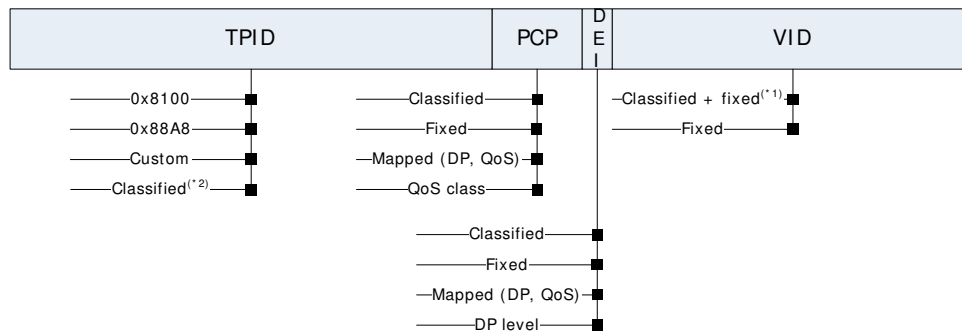 TPID PCP DEI VID
0x8100 Classified Classified + fixed(*1)
0x88A8 Fixed Fixed
Custom Mapped (DP, QoS)
Classified(*2) QoS class
Classified
Fixed
Mapped (DP, QoS)
DP level